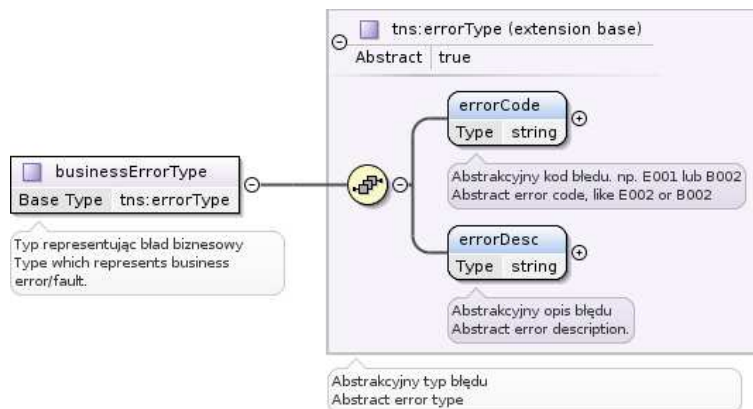 tns:errorType (extension base)
Abstract true
errorCode
Type string
Abstrakcyjny kod błedu. np. E001 lub B002
Abstract error code, like E002 or B002
businessErrorType
Base Type tns:errorType
Typ representując bład biznesowy
Type which represents business
error/fault.
errorDesc
Type string
Abstrakcyjny opis błędu
Abstract error description.
Abstrakcyjny typ błędu
Abstract error type